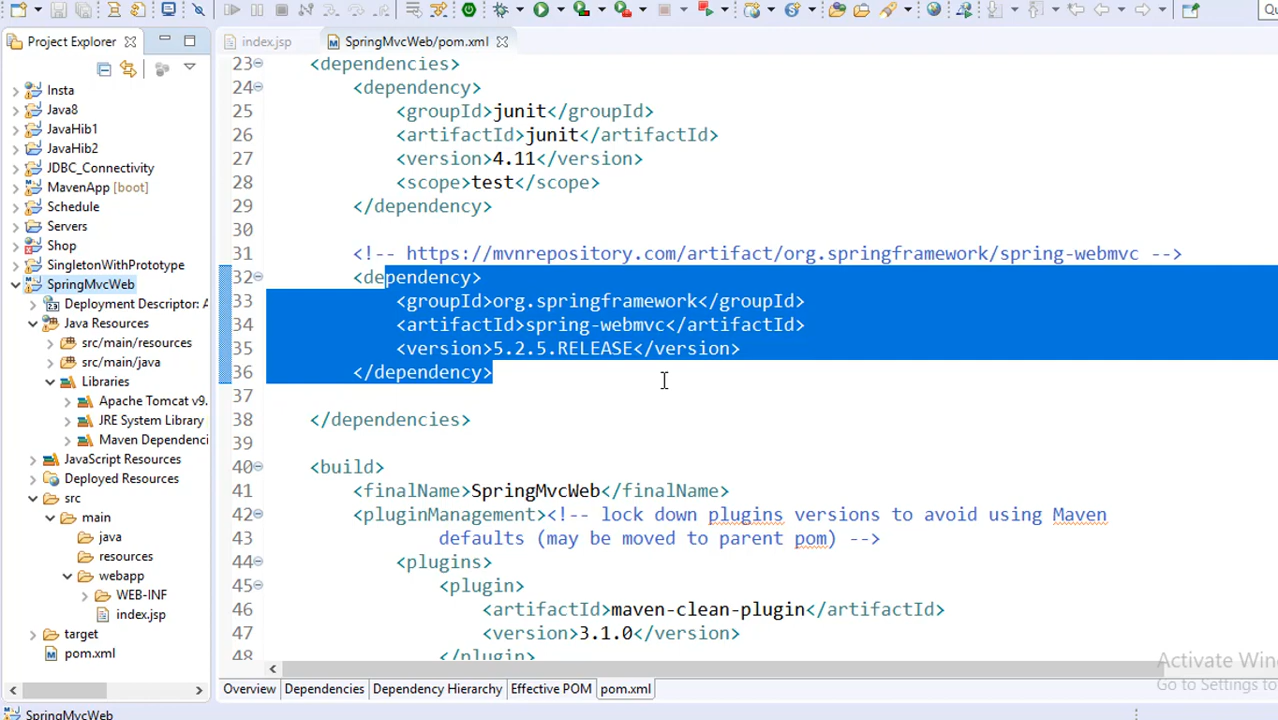 Qu
Project Explorer
index.jsp
SpringMvcWeb/pom.xml
Insta
Java8
JavaHib1
JavaHib2
JDBC_Connectivity
MavenApp [boot]
Schedule
Servers
Shop
SingletonWithPrototype
SpringMvcWeb
Deployment Descriptor: A
Java Resources
src/main/resources
src/main/java
Libraries
Apache Tomcat v9.
JRE System Library
Maven Dependenci
JavaScript Resources
Deployed Resources
src
main
java
resources
webapp
WEB-INF
index.jsp
target
pom.xml
23 <dependencies>
24 <dependency>
25 <groupId>junit</groupId>
26 <artifactId>junit</artifactId>
27 <version>4.11</version>
28 <scope>test</scope>
29 </dependency>
30
31 <!-- https://mvnrepository.com/artifact/org.springframework/spring-webmvc -->
32 <dependency>
33 <groupId>org.springframework</groupId>
34 <artifactId>spring-webmvc</artifactId>
35 <version>5.2.5.RELEASE</version>
36 </dependency>
37
38 </dependencies>
39
40 <build>
41 <finalName>SpringMvcWeb</finalName>
42 <pluginManagement><!-- lock down plugins versions to avoid using Maven
43 defaults (may be moved to parent pom) -->
44 <plugins>
45 <plugin>
46 <artifactId>maven-clean-plugin</artifactId>
47 <version>3.1.0</version>
48 </plugin>
Activate Win
Go to Settings to
Overview Dependencies Dependency Hierarchy Effective POM pom.xml
SpringMvcWeb